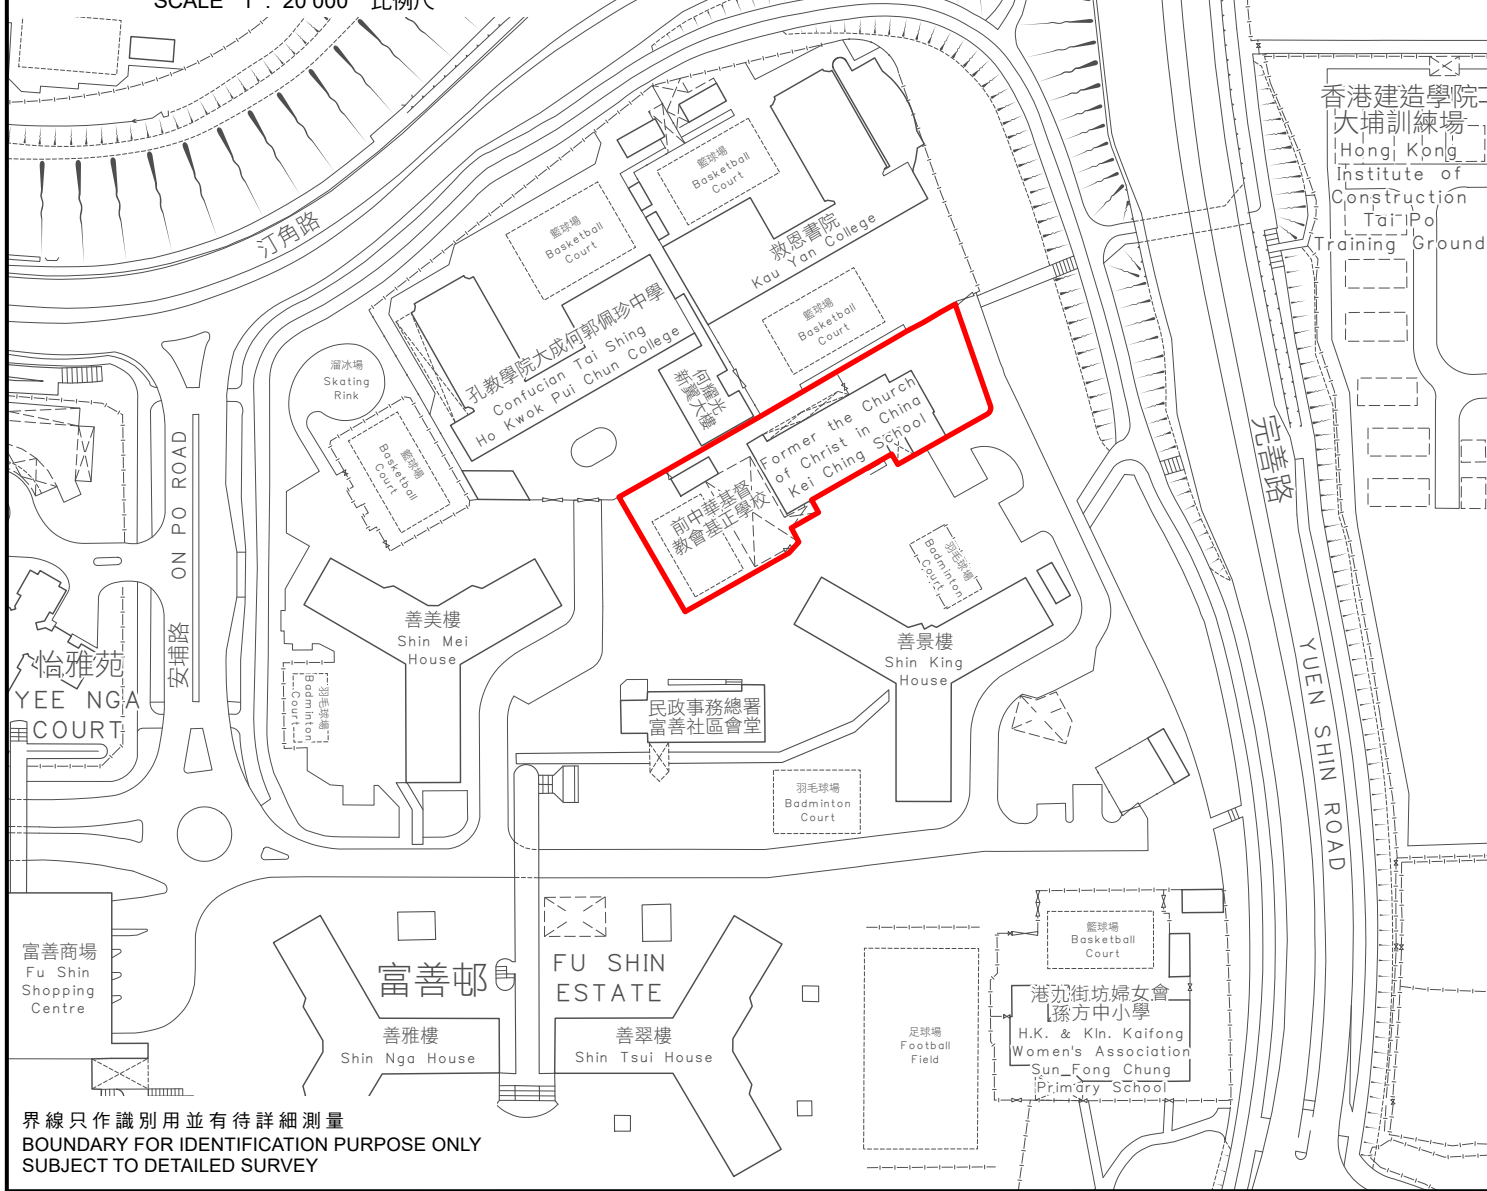 SCALE 1 : 20 000 比例尺
汀角路
籃球場
Basketball
Court
籃球場
Basketball
Court
救恩書院
Kau Yan College
籃球場
Basketball
Court
孔教學院大成何郭佩珍中學
Confucian Tai Shing
Ho Kwok Pui Chun College
何耀光
新翼大樓
溜冰場
Skating
Rink
籃球場
Basketball
Court
Former the Church
of Christ in China
Kei Ching School
前中華基督
教會基正學校
香港建造學院
大埔訓練場
Hong Kong
Institute of
Construction
Tai Po
Training Ground
完善路
YUEN SHIN ROAD
ON PO ROAD
安埔路
怡雅苑
YEE NGA
COURT
善美樓
Shin Mei
House
羽毛球場
Badminton
Court
羽毛球場
Badminton
Court
善景樓
Shin King
House
民政事務總署
富善社區會堂
羽毛球場
Badminton
Court
富善商場
Fu Shin
Shopping
Centre
富善邨
FU SHIN
ESTATE
善雅樓
Shin Nga House
善翠樓
Shin Tsui House
足球場
Football
Field
籃球場
Basketball
Court
港九街坊婦女會
孫方中小學
H.K. & Kln. Kaifong
Women's Association
Sun Fong Chung
Primary School
界線只作識別用並有待詳細測量
BOUNDARY FOR IDENTIFICATION PURPOSE ONLY
SUBJECT TO DETAILED SURVEY